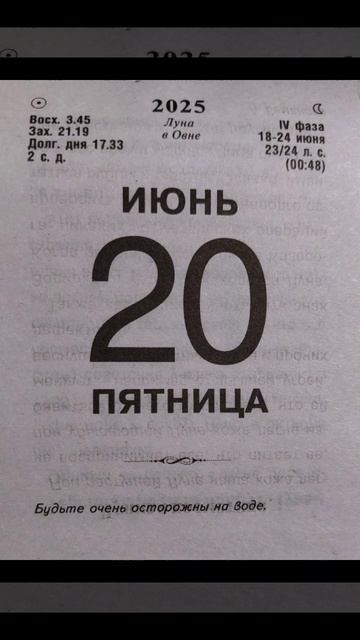 2025
Восх. 3.45
Зах. 21.19
Долг. дня 17.33
2 с. д.
Луна
в Овне
IV фаза
18-24 июня
23/24 л. с.
(00:48)
ИЮНЬ
20
ПЯТНИЦА
Будьте очень осторожны на воде.